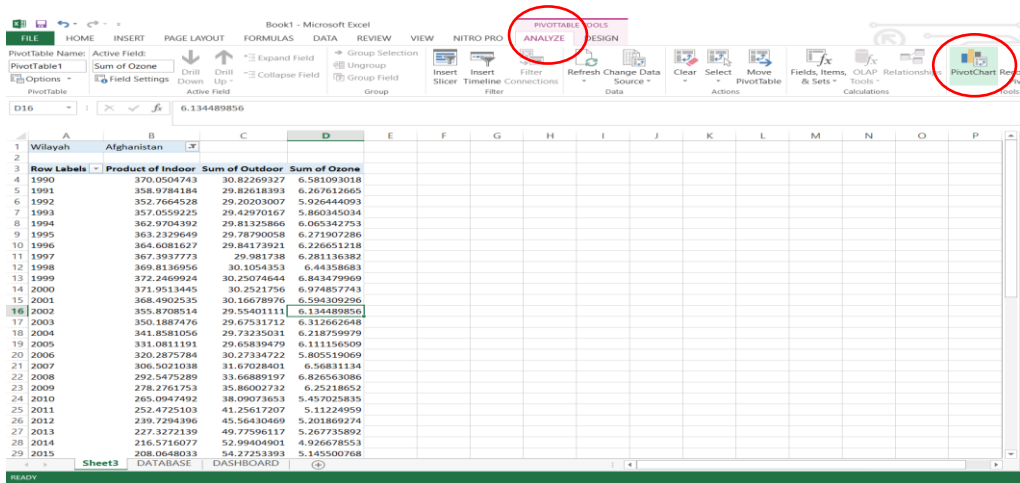 Book1 - Microsoft Excel
PIVOTTABLE TOOLS
FILE HOME INSERT PAGE LAYOUT FORMULAS DATA REVIEW VIEW NITRO PRO ANALYZE DESIGN
PivotTable Name: Active Field:
PivotTable1 Sum of Ozone
Options Field Settings
Drill Down Drill Up
Expand Field
Collapse Field
Group Selection
Ungroup
Group Field
Insert Slicer Insert Timeline Filter Connections
Refresh Change Data Source
Clear Select Move PivotTable
Fields, Items, & Sets OLAP Tools Relationships
PivotChart
PivotTable Active Field Group Filter Data Actions Calculations
D16 fx 6.134489856
A B C D E F G H I J K L M N O P
1 Wilayah Afghanistan
2
3 Row Labels Product of Indoor Sum of Outdoor Sum of Ozone
4 1990 370.0504743 30.82269327 6.581093018
5 1991 358.9784184 29.82618393 6.267612665
6 1992 352.7664528 29.20203007 5.926444093
7 1993 357.0559225 29.42970167 5.860345034
8 1994 362.9704392 29.81325866 6.065342753
9 1995 363.2329649 29.78790058 6.271907286
10 1996 364.6081627 29.84173921 6.226651218
11 1997 367.3937773 29.981738 6.281136382
12 1998 369.8136956 30.1054353 6.44358683
13 1999 372.2469924 30.25074644 6.843479969
14 2000 371.9513445 30.2521756 6.974857743
15 2001 368.4902535 30.16678976 6.594309296
16 2002 355.8708514 29.55401111 6.134489856
17 2003 350.1887476 29.67531712 6.312662648
18 2004 341.8581056 29.73235031 6.218759979
19 2005 331.0811191 29.65839479 6.111156509
20 2006 320.2875784 30.27334722 5.805519069
21 2007 306.5021038 31.67028401 6.56831134
22 2008 292.5475289 33.66889197 6.826563086
23 2009 278.2761753 35.86002732 6.25218652
24 2010 265.0947492 38.09073653 5.457025835
25 2011 252.4725103 41.25617207 5.11224959
26 2012 239.7294396 45.56430469 5.201869274
27 2013 227.3272139 49.77596117 5.267735892
28 2014 216.5716077 52.99404901 4.926678553
29 2015 208.0648033 54.27253393 5.145500768
Sheet3 DATABASE DASHBOARD
READY